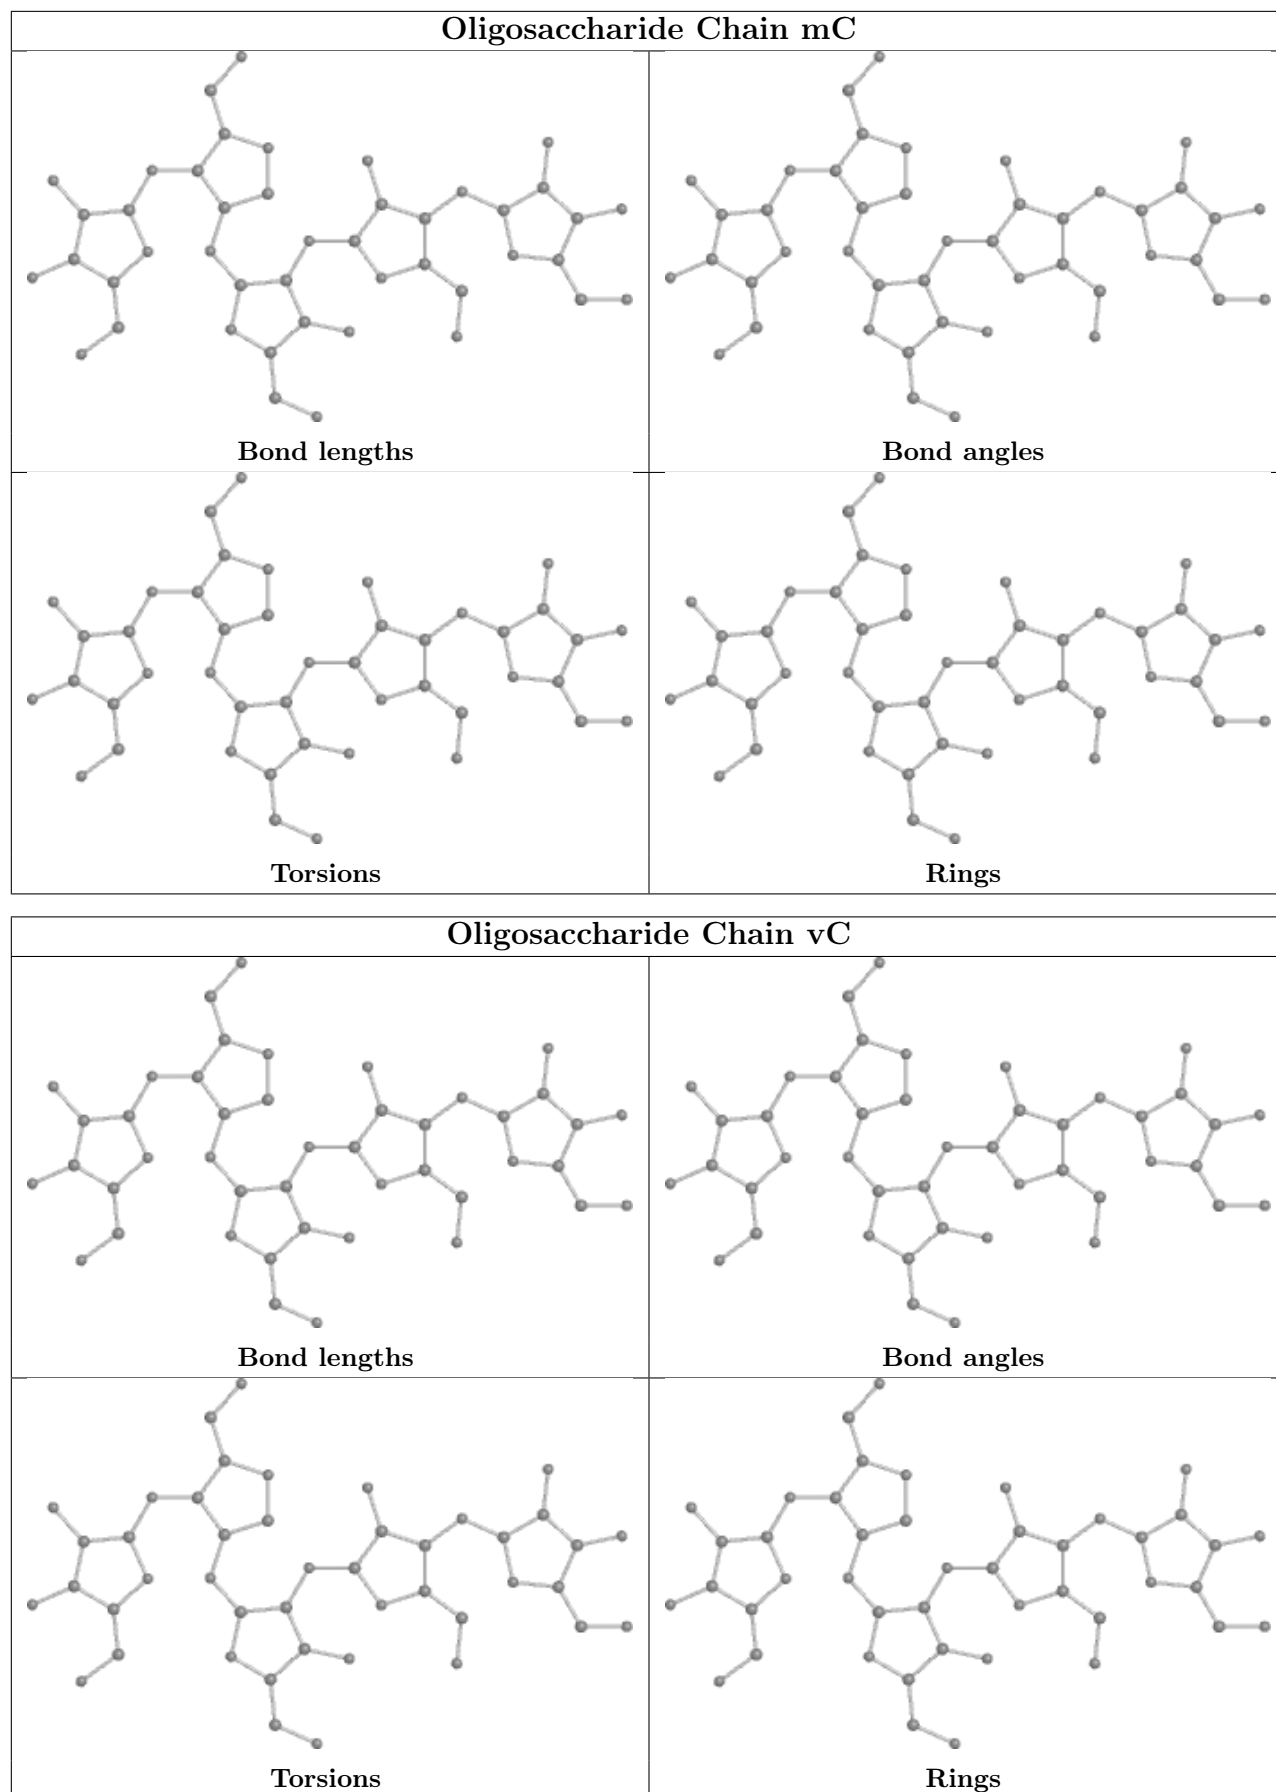 Oligosaccharide Chain mC
Bond lengths
Bond angles
Torsions
Rings
Oligosaccharide Chain vC
Bond lengths
Bond angles
Torsions
Rings